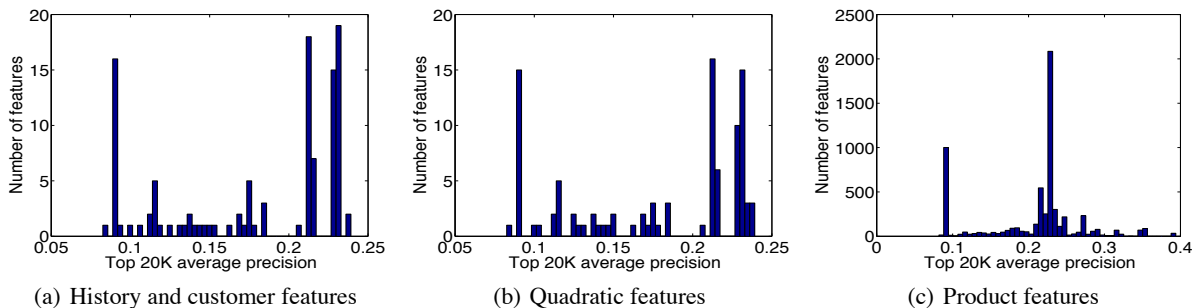 20
15
10
5
0
0.05 0.1 0.15 0.2 0.25
Number of features
Top 20K average precision
(a) History and customer features
20
15
10
5
0
0.05 0.1 0.15 0.2 0.25
Number of features
Top 20K average precision
(b) Quadratic features
2500
2000
1500
1000
500
0
0 0.1 0.2 0.3 0.4
Number of features
Top 20K average precision
(c) Product features